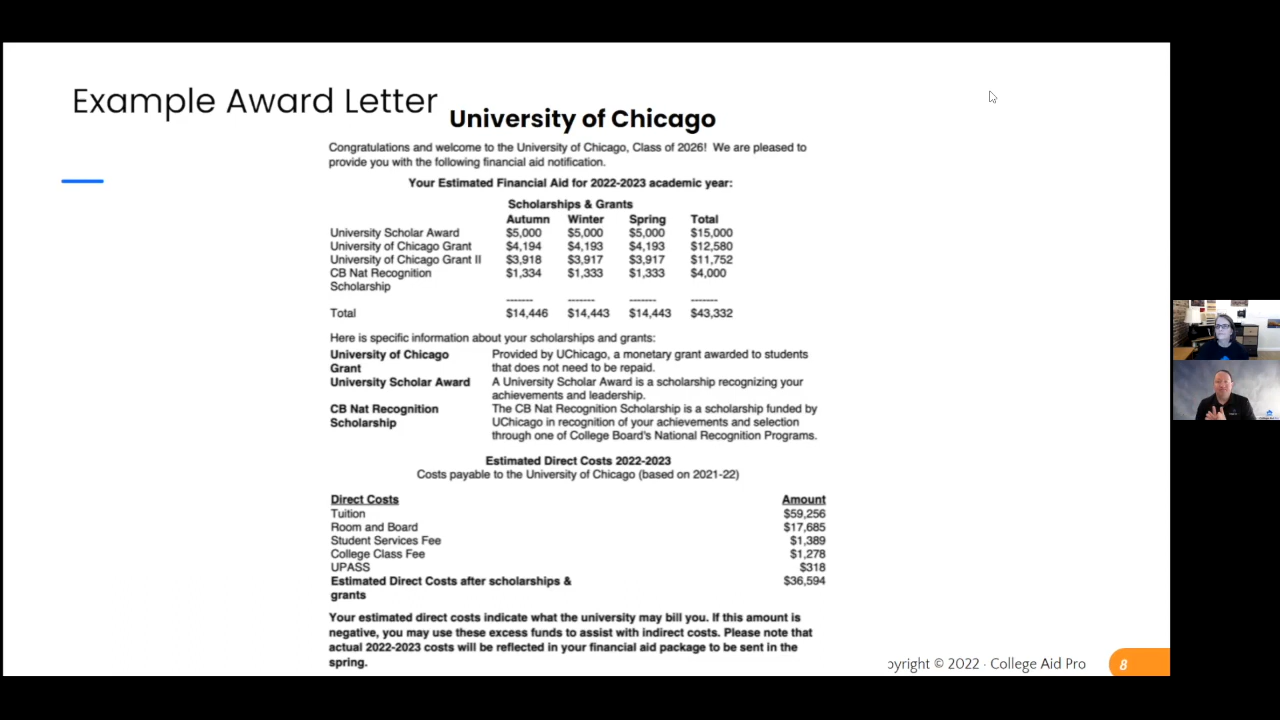 Example Award Letter
University of Chicago
Congratulations and welcome to the University of Chicago, Class of 2026! We are pleased to
provide you with the following financial aid notification.
Your Estimated Financial Aid for 2022-2023 academic year:
Scholarships & Grants
Autumn Winter Spring Total
University Scholar Award $5,000 $5,000 $5,000 $15,000
University of Chicago Grant $4,194 $4,193 $4,193 $12,580
University of Chicago Grant II $3,918 $3,917 $3,917 $11,752
CB Nat Recognition $1,334 $1,333 $1,333 $4,000
Scholarship
------- ------- ------- -------
Total $14,446 $14,443 $14,443 $43,332
Here is specific information about your scholarships and grants:
University of Chicago Provided by UChicago, a monetary grant awarded to students
Grant that does not need to be repaid.
University Scholar Award A University Scholar Award is a scholarship recognizing your
achievements and leadership.
CB Nat Recognition The CB Nat Recognition Scholarship is a scholarship funded by
Scholarship UChicago in recognition of your achievements and selection
through one of College Board's National Recognition Programs.
Estimated Direct Costs 2022-2023
Costs payable to the University of Chicago (based on 2021-22)
Direct Costs Amount
Tuition $59,256
Room and Board $17,685
Student Services Fee $1,389
College Class Fee $1,278
UPASS $318
Estimated Direct Costs after scholarships & $36,594
grants
Your estimated direct costs indicate what the university may bill you. If this amount is
negative, you may use these excess funds to assist with indirect costs. Please note that
actual 2022-2023 costs will be reflected in your financial aid package to be sent in the
spring.
pyright © 2022 · College Aid Pro 8